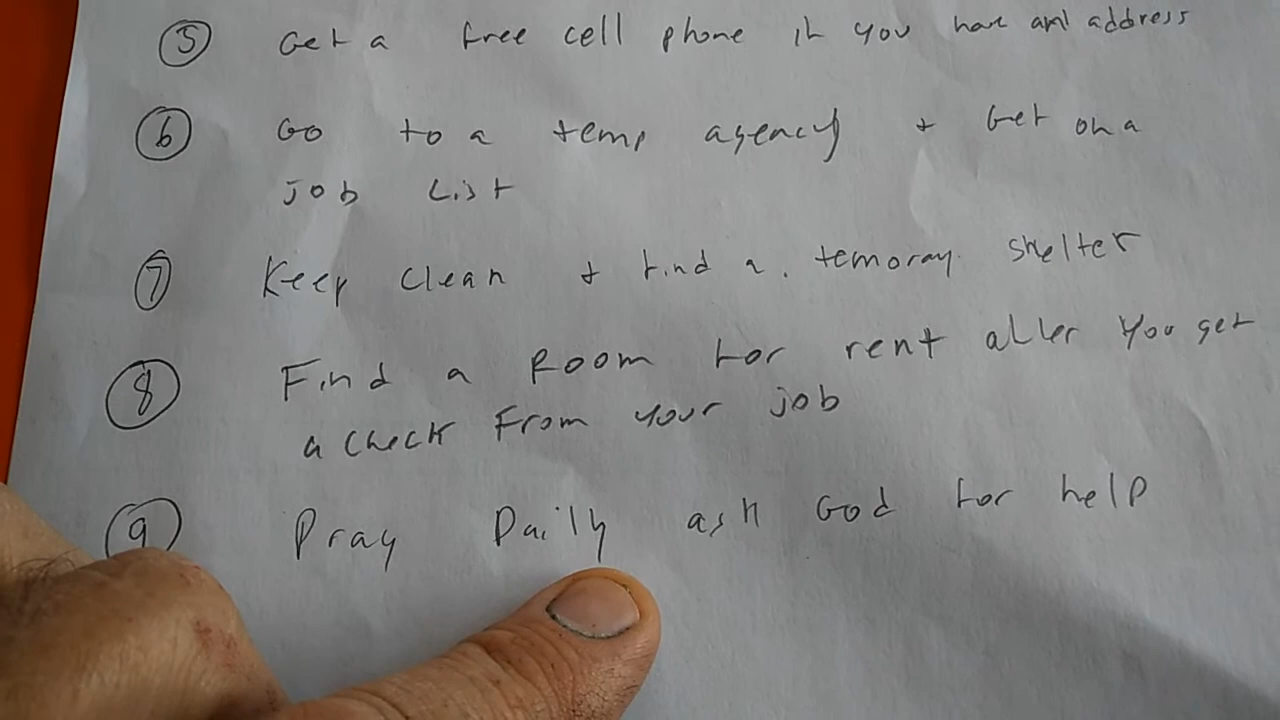 ⑤ Get a free cell phone if you have an address
⑥ Go to a temp agency + Get on a
job List
⑦ Keep clean + find a. temoray. shelter
⑧ Find a Room for rent after You get
a check From your job
⑨ Pray Daily ask God for help